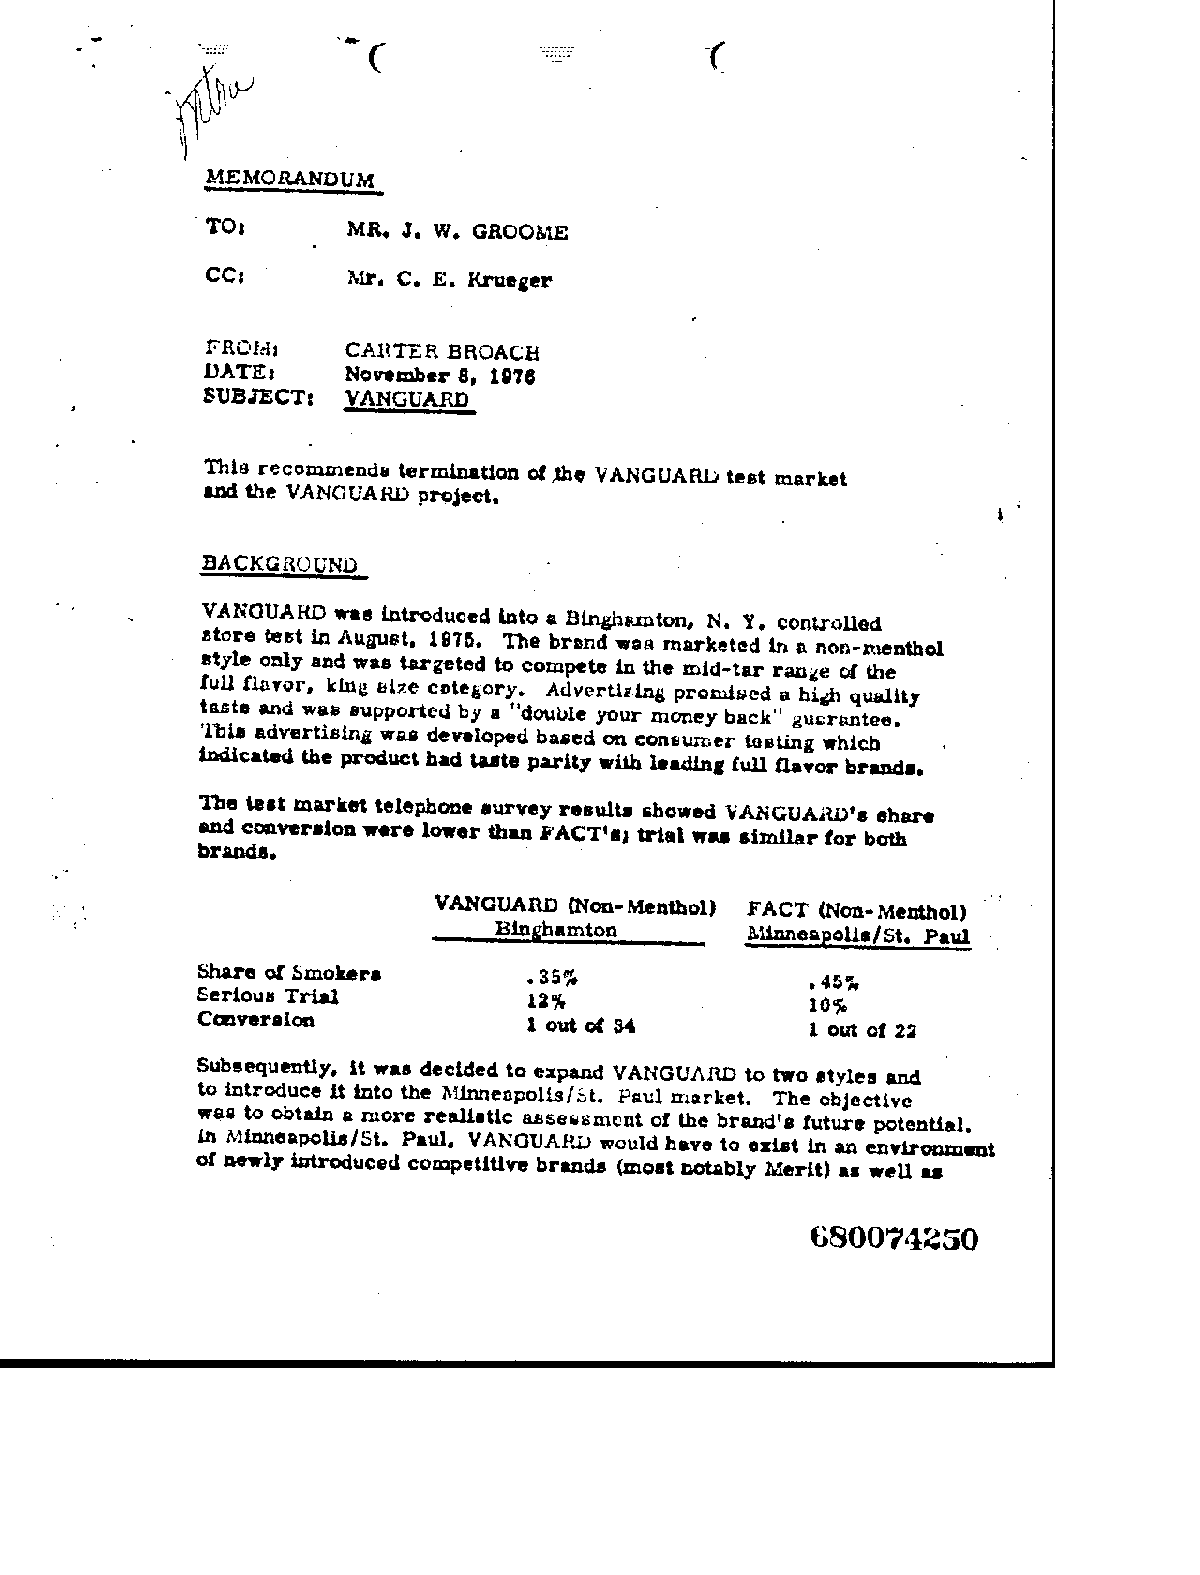 MEMORANDUM
TO: MR. J. W. GROOME
CC: Mr. C. E. Krueger
FROM: CARTER BROACH
DATE: November 8, 1976
SUBJECT: VANGUARD
This recommends termination of the VANGUARD test market
and the VANGUARD project.
BACKGROUND
VANGUARD was introduced into a Binghamton, N. Y. controlled
store test in August, 1975. The brand was marketed in a non-menthol
style only and was targeted to compete in the mid-tar range of the
full flavor, king size category. Advertising promised a high quality
taste and was supported by a "double your money back" guarantee.
This advertising was developed based on consumer testing which
indicated the product had taste parity with leading full flavor brands.
The test market telephone survey results showed VANGUARD's share
and conversion were lower than FACT's; trial was similar for both
brands.
VANGUARD (Non-Menthol) FACT (Non-Menthol)
Binghamton Minneapolis/St. Paul
Share of Smokers .35% .45%
Serious Trial 12% 10%
Conversion 1 out of 34 1 out of 22
Subsequently, it was decided to expand VANGUARD to two styles and
to introduce it into the Minneapolis/St. Paul market. The objective
was to obtain a more realistic assessment of the brand's future potential.
In Minneapolis/St. Paul, VANGUARD would have to exist in an environment
of newly introduced competitive brands (most notably Merit) as well as
680074250